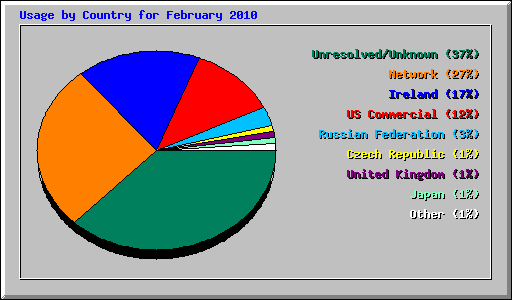 Usage by Country for February 2010
Unresolved/Unknown (37%)
Network (27%)
Ireland (17%)
US Commercial (12%)
Russian Federation (3%)
Czech Republic (1%)
United Kingdom (1%)
Japan (1%)
Other (1%)